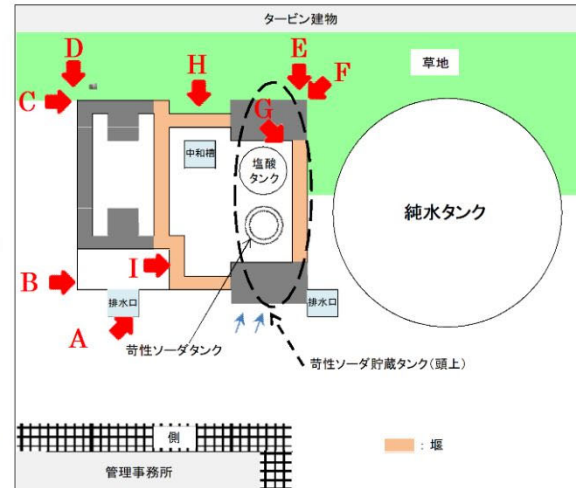 タービン建物
D
E
F
H
草地
C
G
中和槽
塩酸
タンク
純水タンク
I
B
排水口
排水口
A
苛性ソーダタンク
苛性ソーダ貯蔵タンク(頭上)
側
：堰
管理事務所